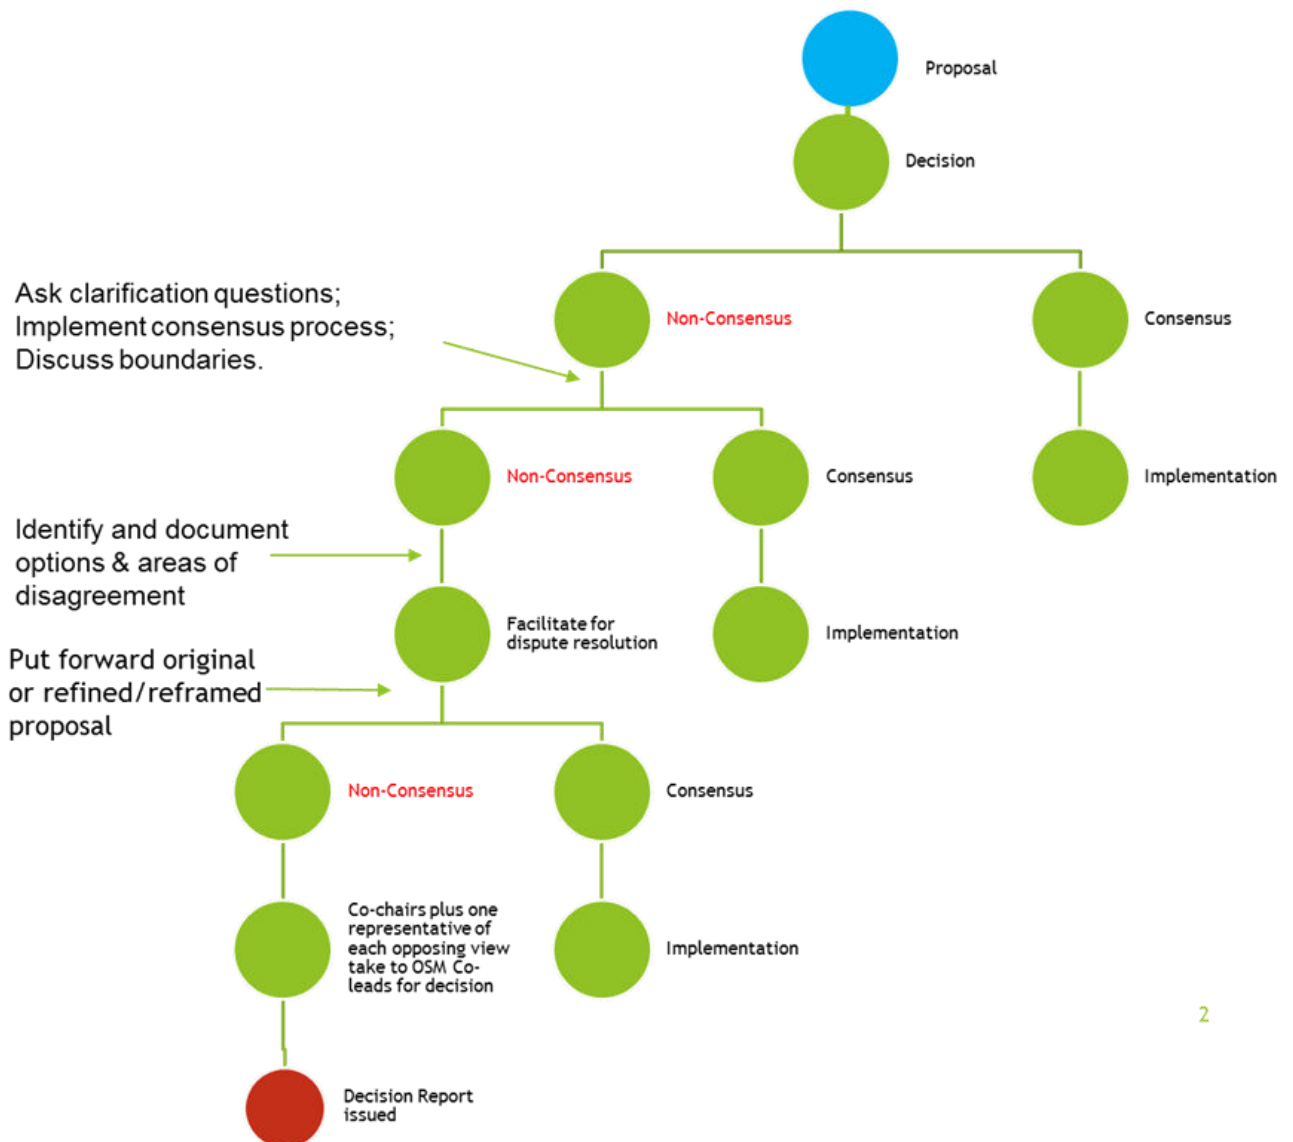 Proposal
Decision
Ask clarification questions;
Implement consensus process;
Discuss boundaries.
Non-Consensus
Consensus
Non-Consensus
Consensus
Implementation
Identify and document
options & areas of
disagreement
Facilitate for
dispute resolution
Implementation
Put forward original
or refined/reframed
proposal
Non-Consensus
Consensus
Co-chairs plus one
representative of
each opposing view
take to OSM Co-
leads for decision
Implementation
2
Decision Report
issued